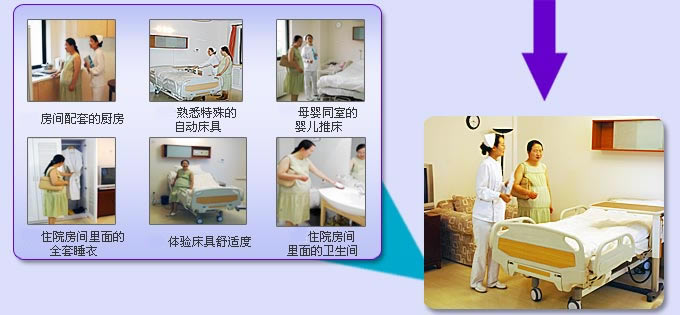 房间配套的厨房
熟悉特殊的
自动床具
母婴同室的
婴儿推床
住院房间里面的
全套睡衣
体验床具舒适度
住院房间
里面的卫生间